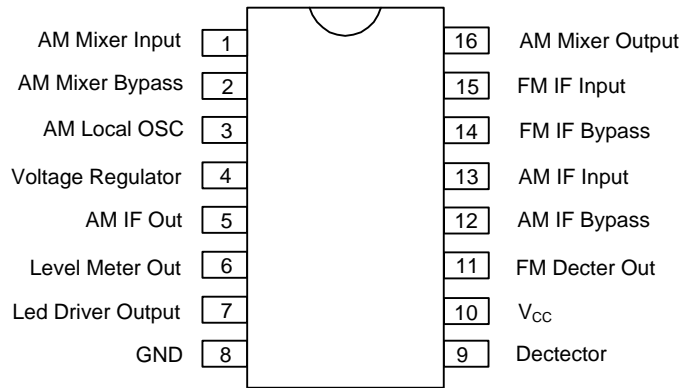 AM Mixer Input 1 16 AM Mixer Output
AM Mixer Bypass 2 15 FM IF Input
AM Local OSC 3 14 FM IF Bypass
Voltage Regulator 4 13 AM IF Input
AM IF Out 5 12 AM IF Bypass
Level Meter Out 6 11 FM Decter Out
Led Driver Output 7 10 VCC
GND 8 9 Dectector